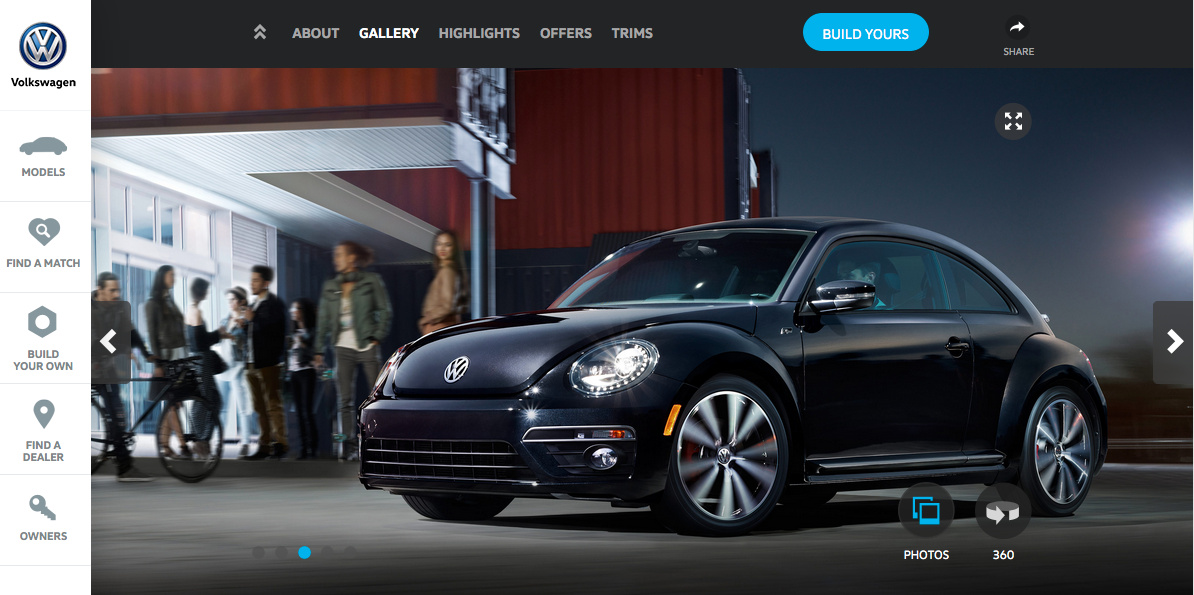 Volkswagen
MODELS
FIND A MATCH
BUILD
YOUR OWN
FIND A
DEALER
OWNERS
ABOUT GALLERY HIGHLIGHTS OFFERS TRIMS
BUILD YOURS
SHARE
PHOTOS
360